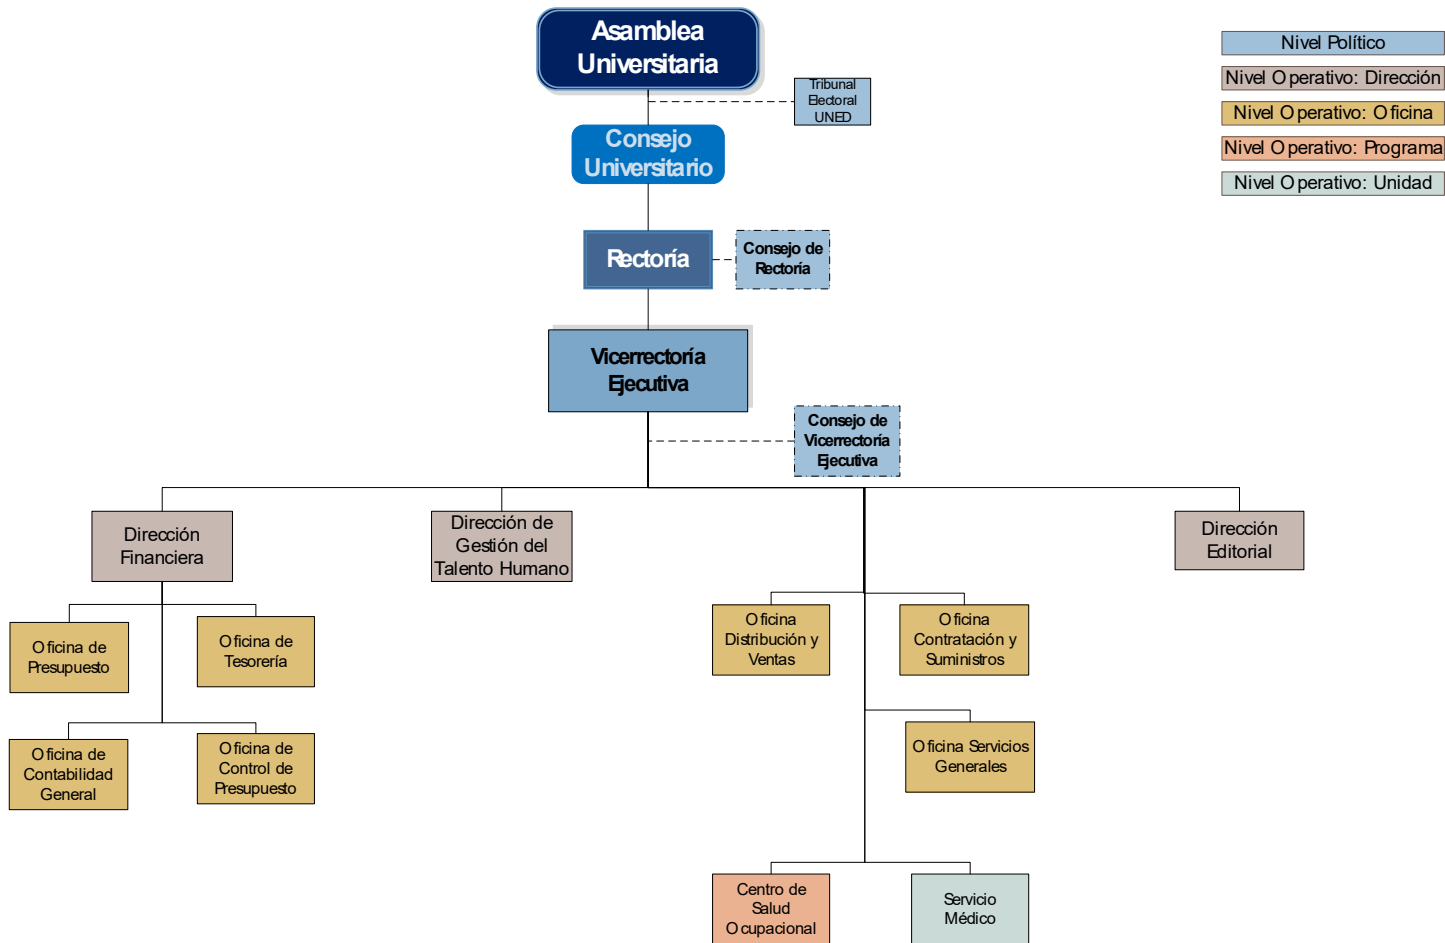 Asamblea
Universitaria
Nivel Político
Nivel Operativo: Dirección
Nivel Operativo: Oficina
Nivel Operativo: Programa
Nivel Operativo: Unidad
Tribunal
Electoral
UNED
Consejo
Universitario
Rectoría
Consejo de
Rectoría
Vicerrectoría
Ejecutiva
Consejo de
Vicerrectoría
Ejecutiva
Dirección
Financiera
Dirección de
Gestión del
Talento Humano
Dirección
Editorial
Oficina de
Presupuesto
Oficina de
Tesorería
Oficina
Distribución y
Ventas
Oficina
Contratación y
Suministros
Oficina de
Contabilidad
General
Oficina de
Control de
Presupuesto
Oficina Servicios
Generales
Centro de
Salud
Ocupacional
Servicio
Médico